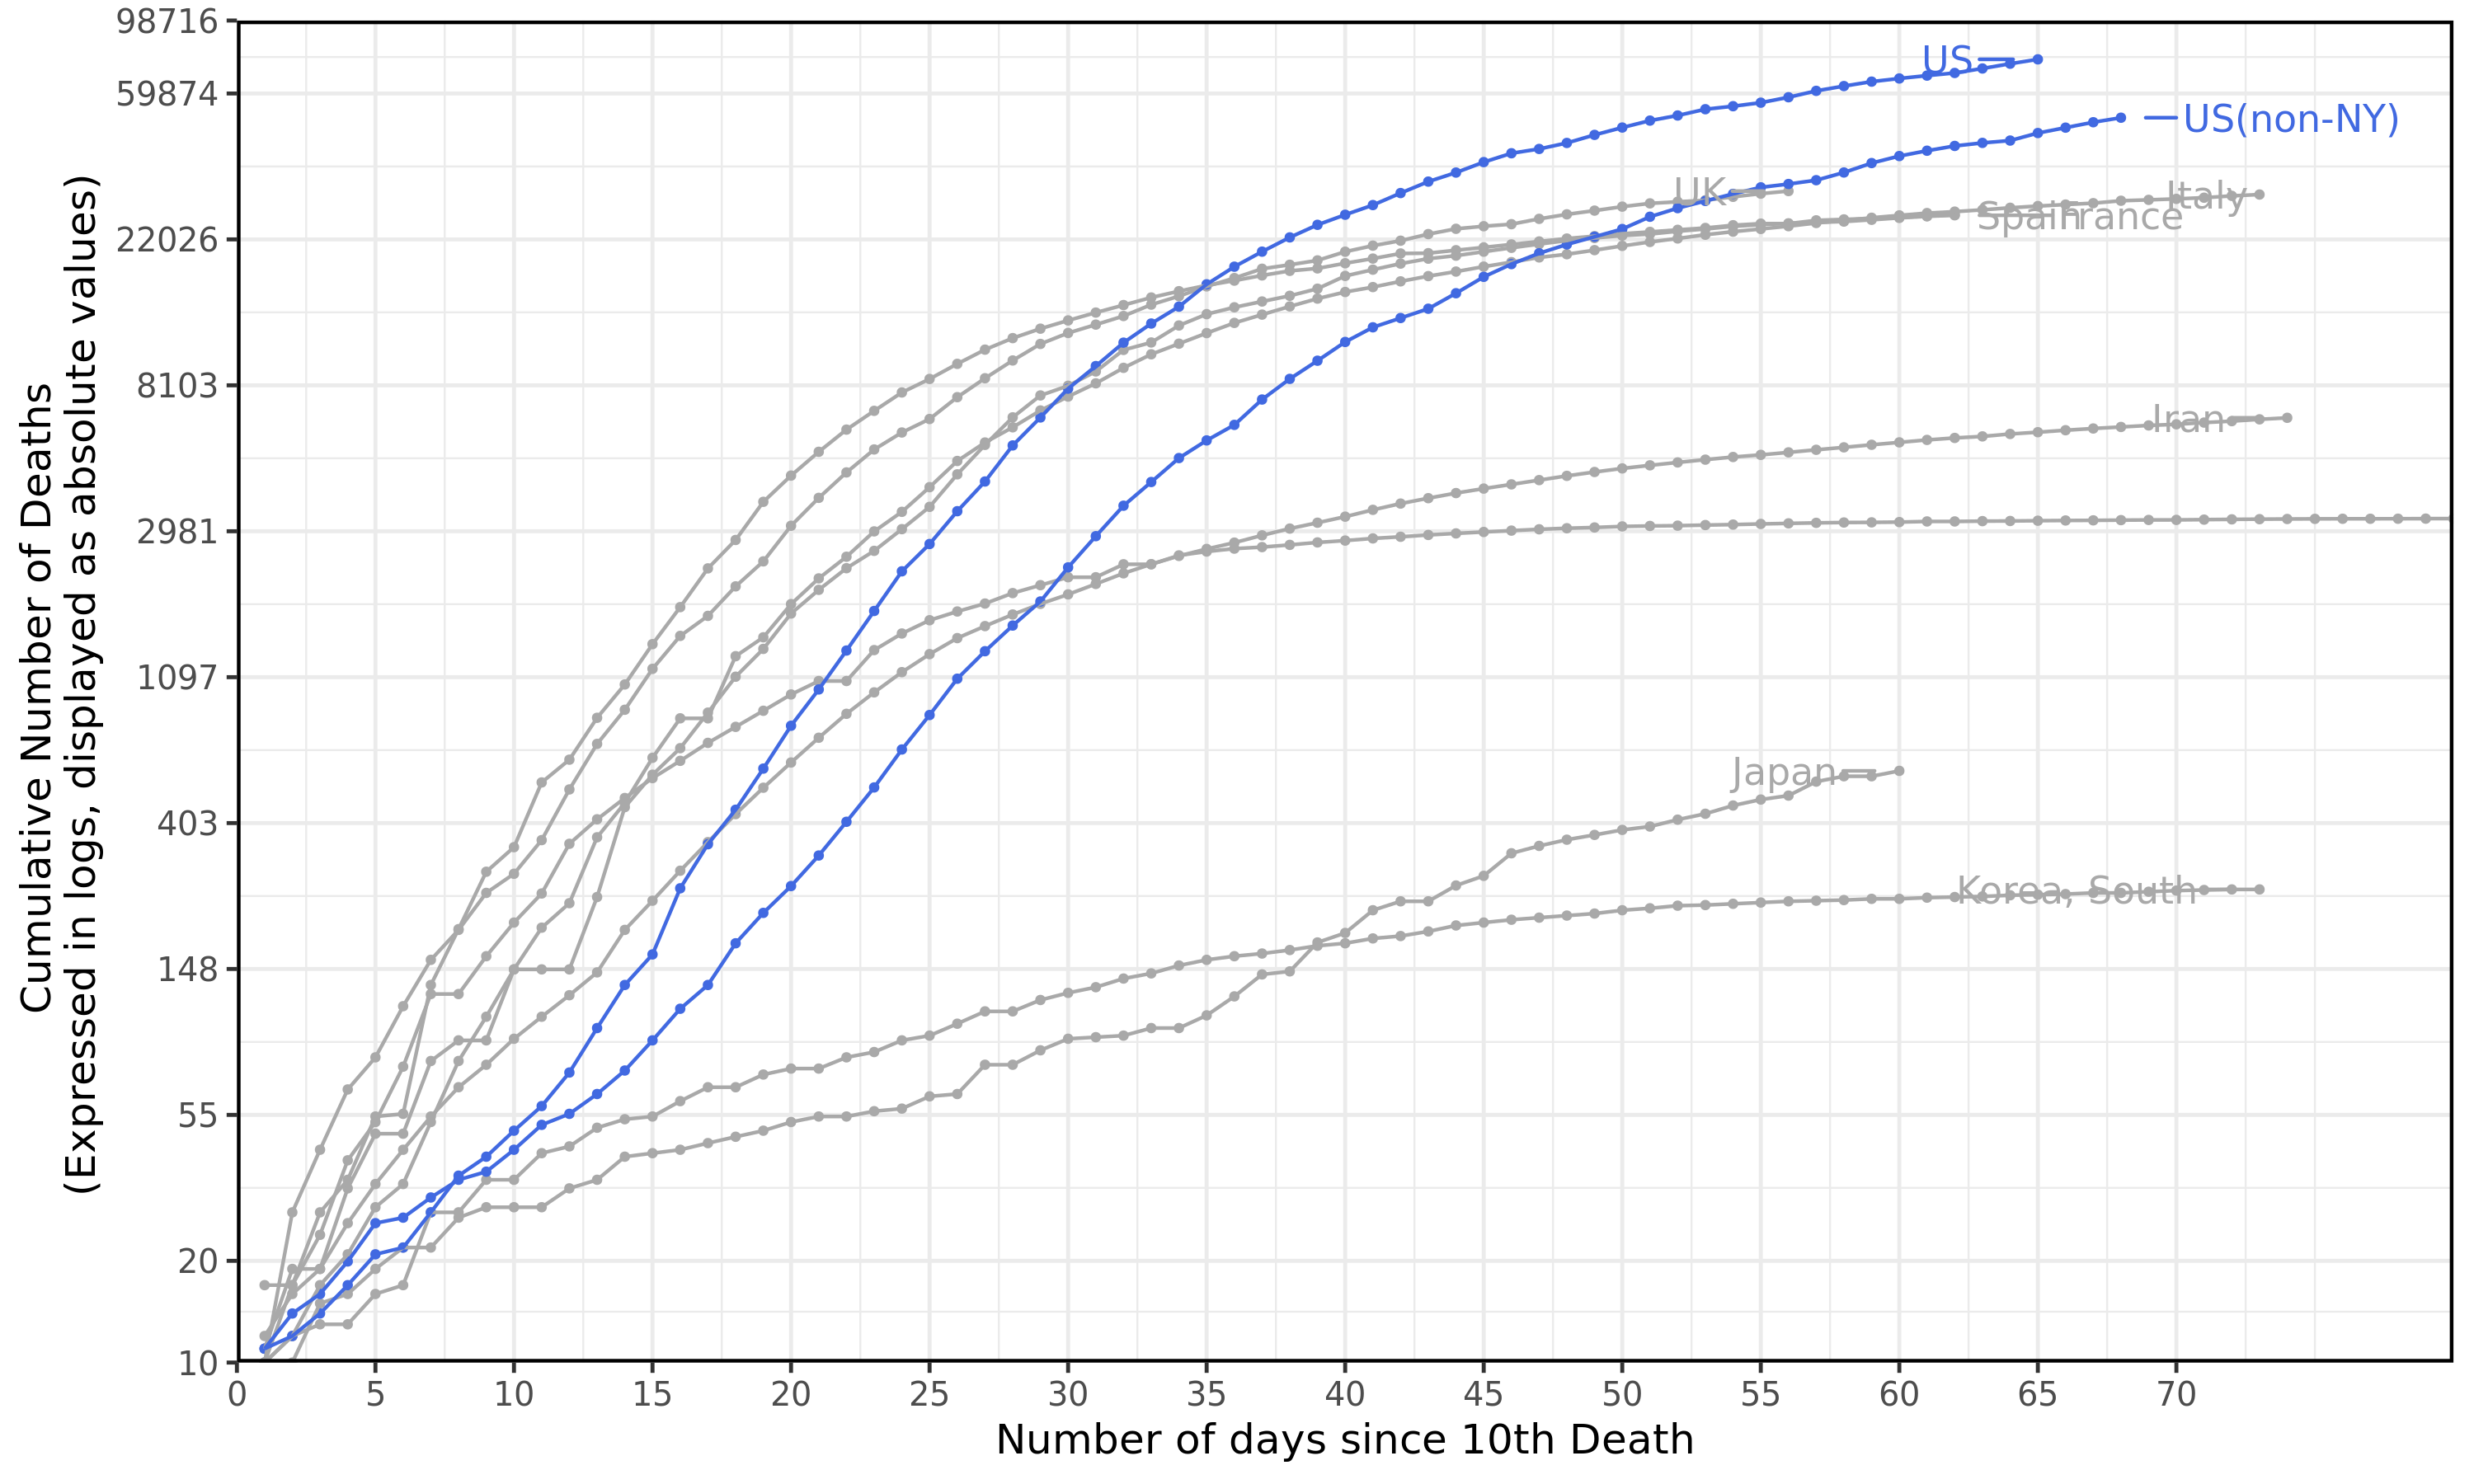 Cumulative Number of Deaths
(Expressed in logs, displayed as absolute values)
98716
59874
22026
8103
2981
1097
403
148
55
20
10
US
US(non-NY)
UK
Italy
Spain
France
Iran
Japan
Korea, South
0 5 10 15 20 25 30 35 40 45 50 55 60 65 70
Number of days since 10th Death